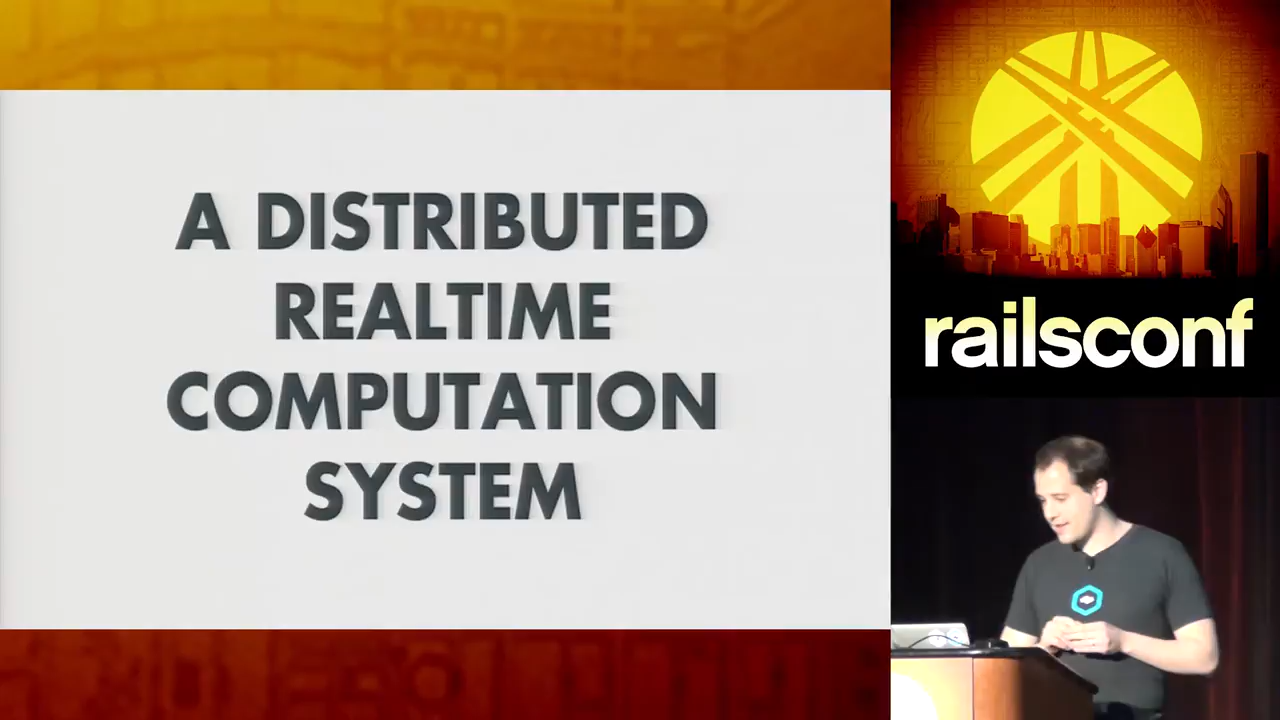 A DISTRIBUTED
REALTIME
COMPUTATION
SYSTEM
railsconf